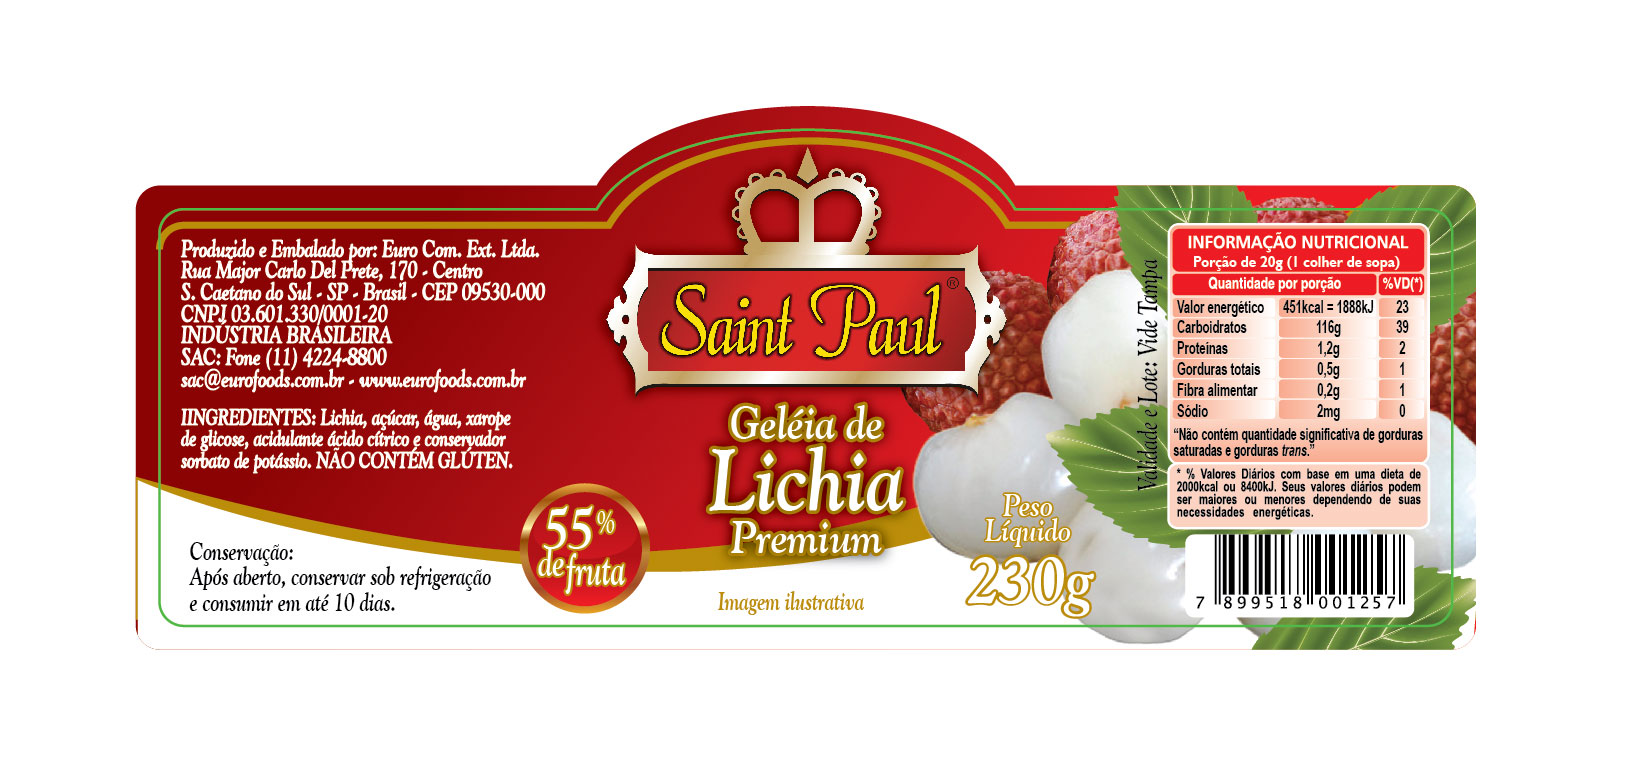 Produzido e Embalado por: Euro Com. Ext. Ltda.
Rua Major Carlo Del Prete, 170 - Centro
S. Caetano do Sul - SP - Brasil - CEP 09530-000
CNPJ 03.601.330/0001-20
INDÚSTRIA BRASILEIRA
SAC: Fone (11) 4224-8800
sac@eurofoods.com.br - www.eurofoods.com.br
IINGREDIENTES: Lichia, açúcar, água, xarope
de glicose, acidulante ácido cítrico e conservador
sorbato de potássio. NÃO CONTÉM GLÚTEN.
Conservação:
Após aberto, conservar sob refrigeração
e consumir em até 10 dias.
55%
de fruta
Saint Paul ®
Geléia de
Lichia
Premium
Imagem ilustrativa
Peso
Líquido
230g
Validade e Lote: Vide Tampa
INFORMAÇÃO NUTRICIONAL
Porção de 20g (1 colher de sopa)
Quantidade por porção %VD(*)
Valor energético 451kcal = 1888kJ 23
Carboidratos 116g 39
Proteínas 1,2g 2
Gorduras totais 0,5g 1
Fibra alimentar 0,2g 1
Sódio 2mg 0
“Não contém quantidade significativa de gorduras
saturadas e gorduras trans.”
* % Valores Diários com base em uma dieta de
2000kcal ou 8400kJ. Seus valores diários podem
ser maiores ou menores dependendo de suas
necessidades energéticas.
7 899518 001257